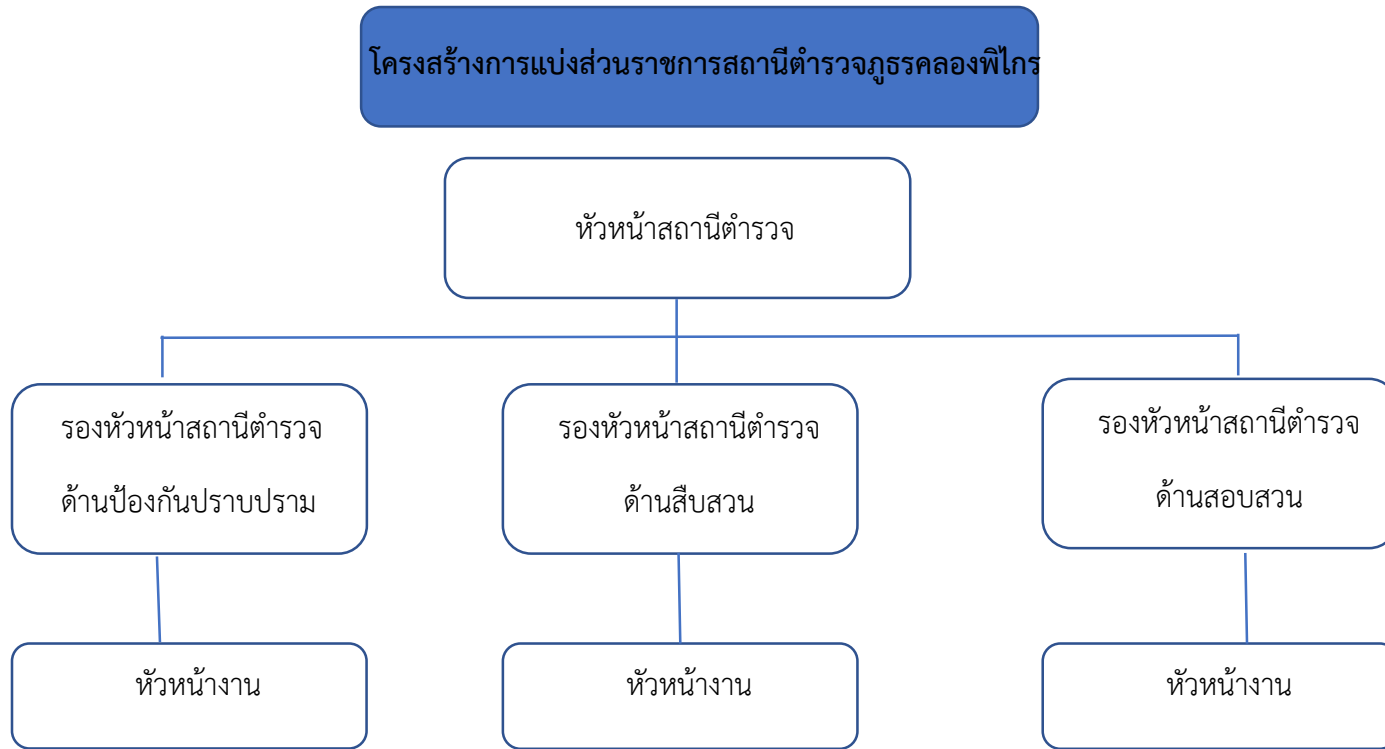 โครงสร้างการแบ่งส่วนราชการสถานีตำรวจภูธรคลองพิไกร
หัวหน้าสถานีตำรวจ
รองหัวหน้าสถานีตำรวจ
ด้านป้องกันปราบปราม
รองหัวหน้าสถานีตำรวจ
ด้านสืบสวน
รองหัวหน้าสถานีตำรวจ
ด้านสอบสวน
หัวหน้างาน
หัวหน้างาน
หัวหน้างาน